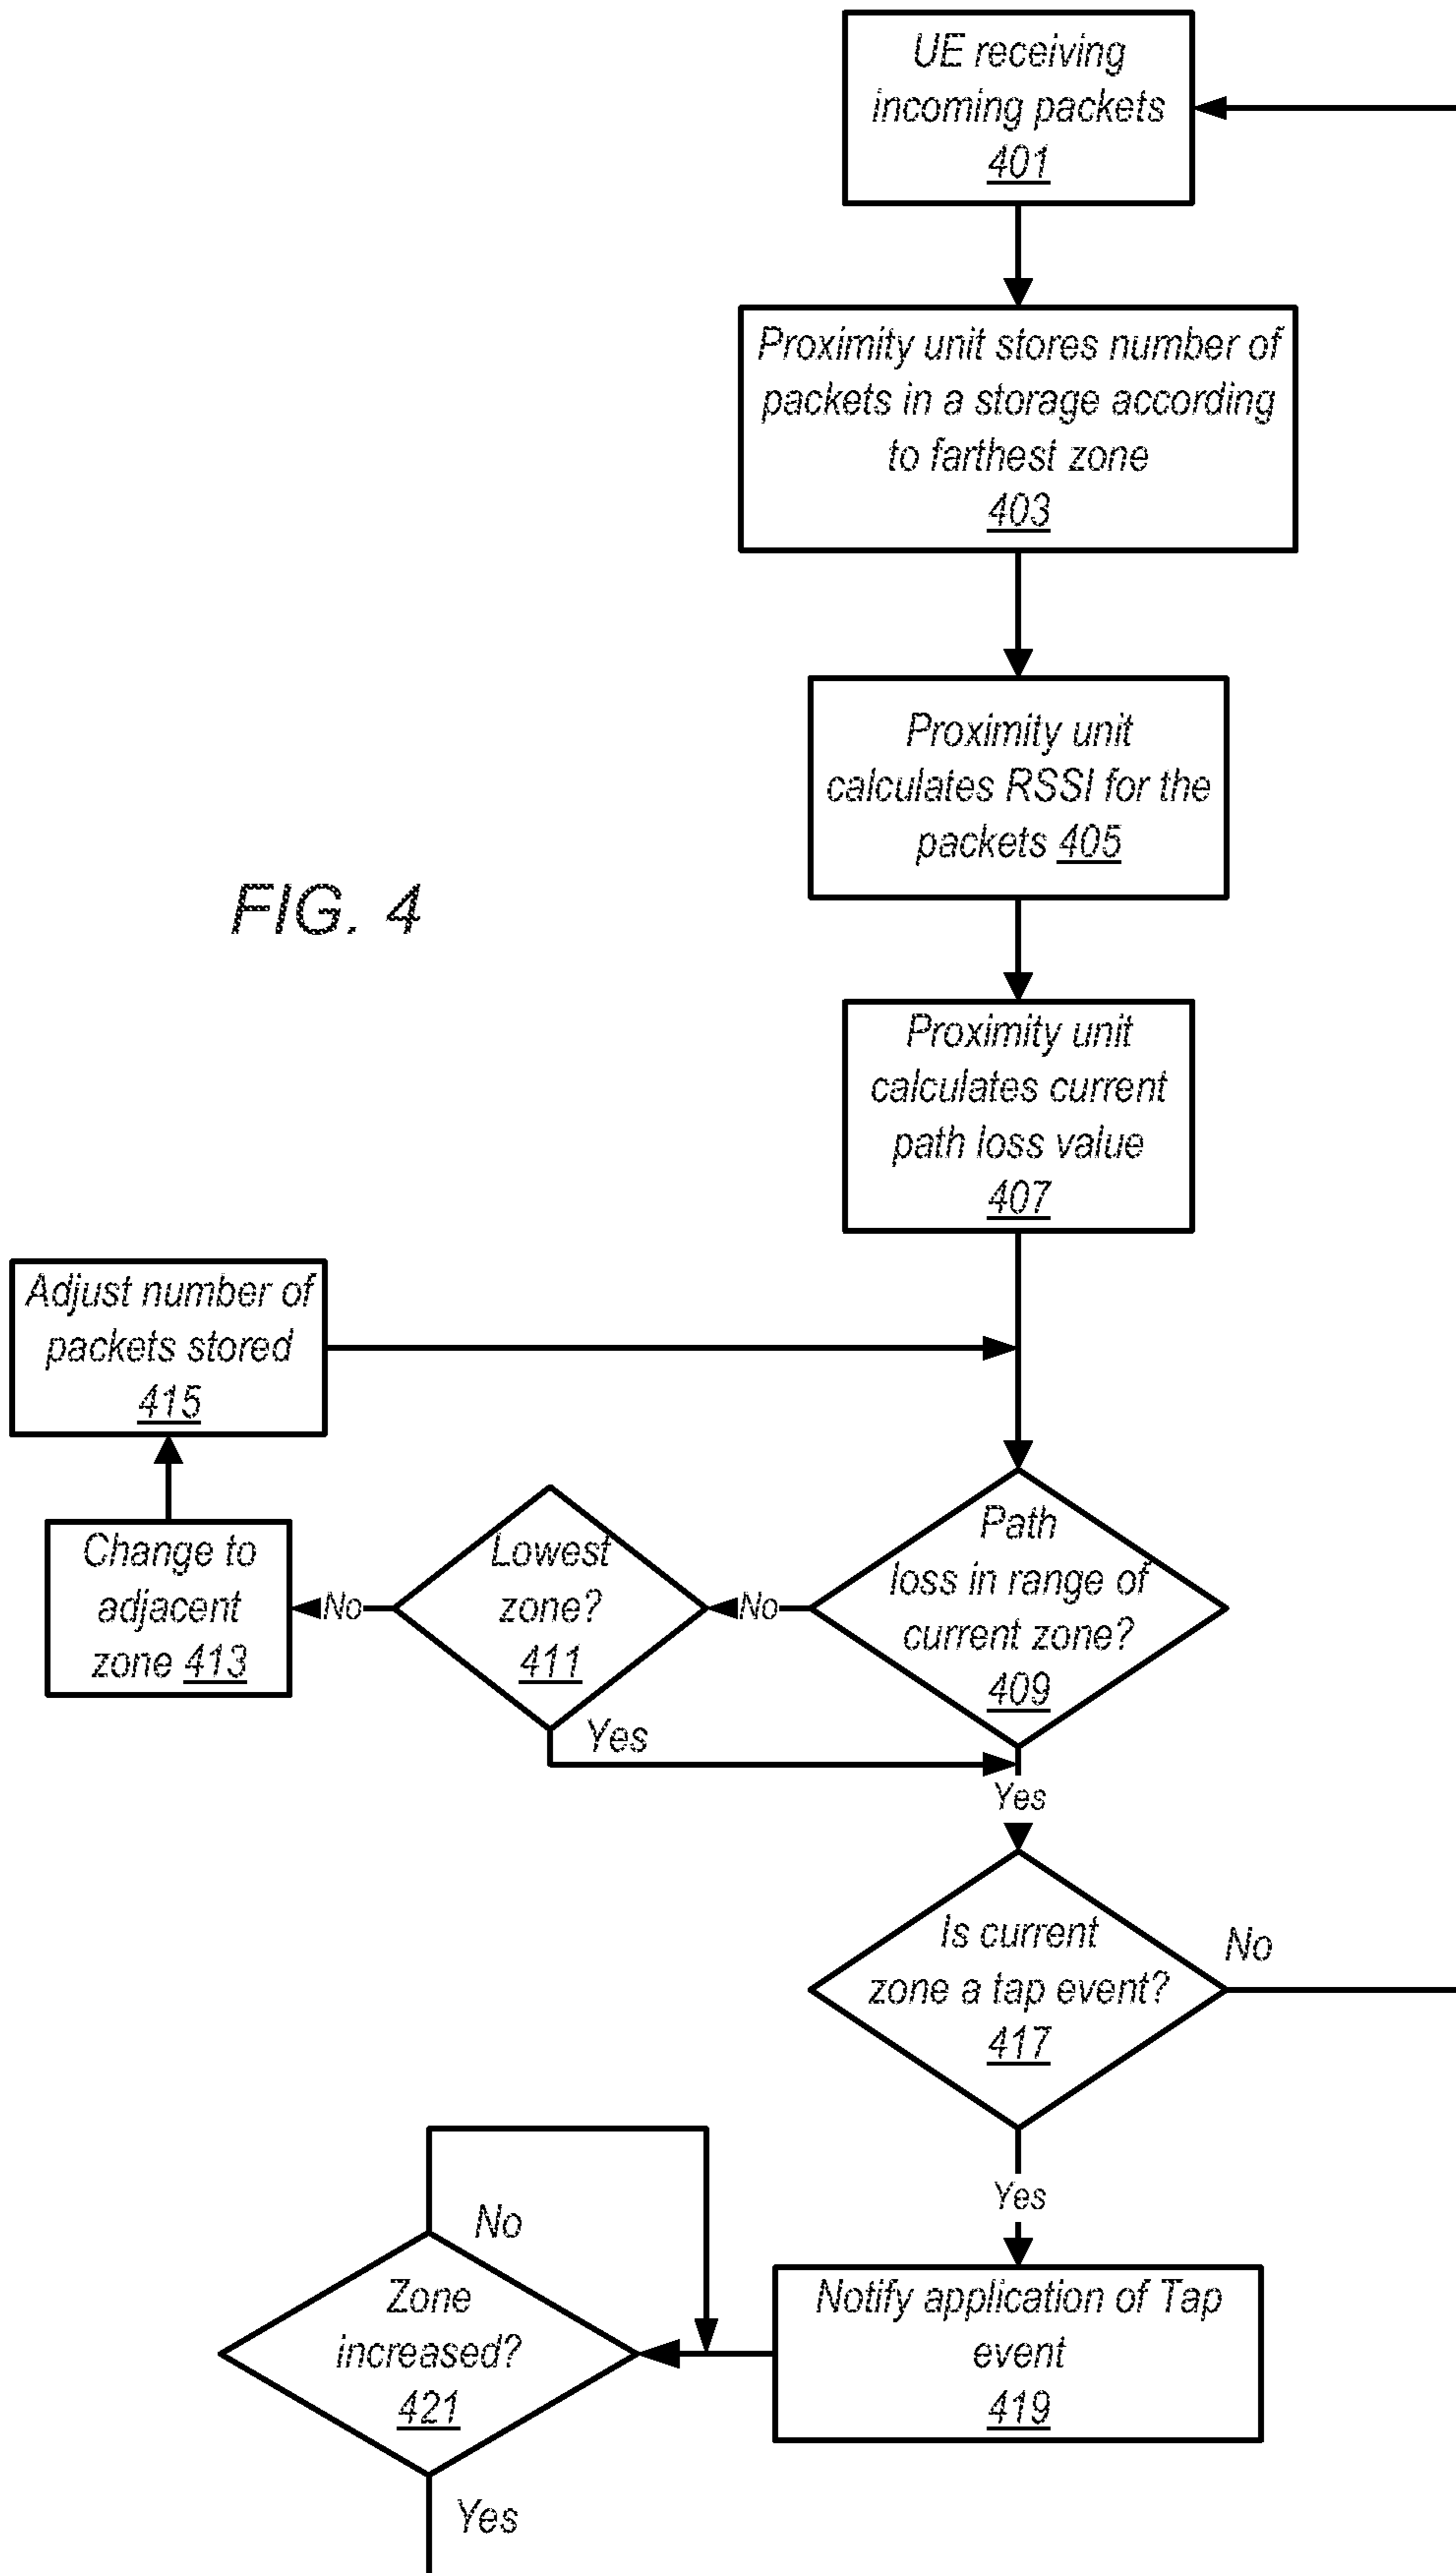 UE receiving
incoming packets
401
Proximity unit stores number of
packets in a storage according
to farthest zone
403
Proximity unit
calculates RSSI for the
packets 405
FIG. 4
Proximity unit
calculates current
path loss value
407
Adjust number of
packets stored
415
Path
loss in range of
current zone?
409
No
Lowest
zone?
411
No
Change to
adjacent
zone 413
Yes
Yes
Is current
zone a tap event?
417
No
Yes
Notify application of Tap
event
419
No
Zone
increased?
421
Yes